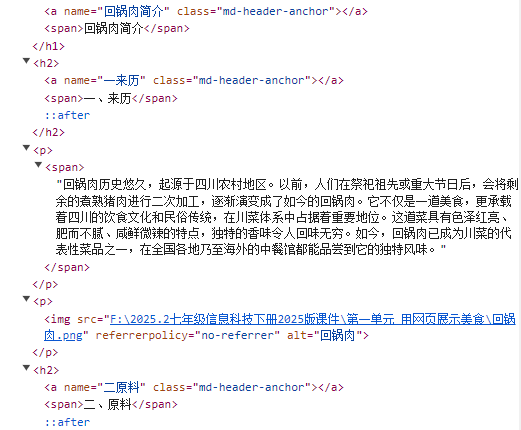 <a name="回锅肉简介" class="md-header-anchor"></a>
<span>回锅肉简介</span>
</h1>
▼<h2>
<a name="一来历" class="md-header-anchor"></a>
<span>一、来历</span>
::after
</h2>
▼<p>
▼<span>
"回锅肉历史悠久，起源于四川农村地区。以前，人们在祭祀祖先或重大节日后，会将剩
余的煮熟猪肉进行二次加工，逐渐演变成了如今的回锅肉。它不仅是一道美食，更承载
着四川的饮食文化和民俗传统，在川菜体系中占据着重要地位。这道菜具有色泽红亮、
肥而不腻、咸鲜微辣的特点，独特的香味令人回味无穷。如今，回锅肉已成为川菜的代
表性菜品之一，在全国各地乃至海外的中餐馆都能品尝到它的独特风味。"
</span>
</p>
▼<p>
<img src="F:\2025.2七年级信息科技下册2025版课件\第一单元 用网页展示美食\回锅
肉.png" referrerpolicy="no-referrer" alt="回锅肉">
</p>
▼<h2>
<a name="二原料" class="md-header-anchor"></a>
<span>二、原料</span>
::after